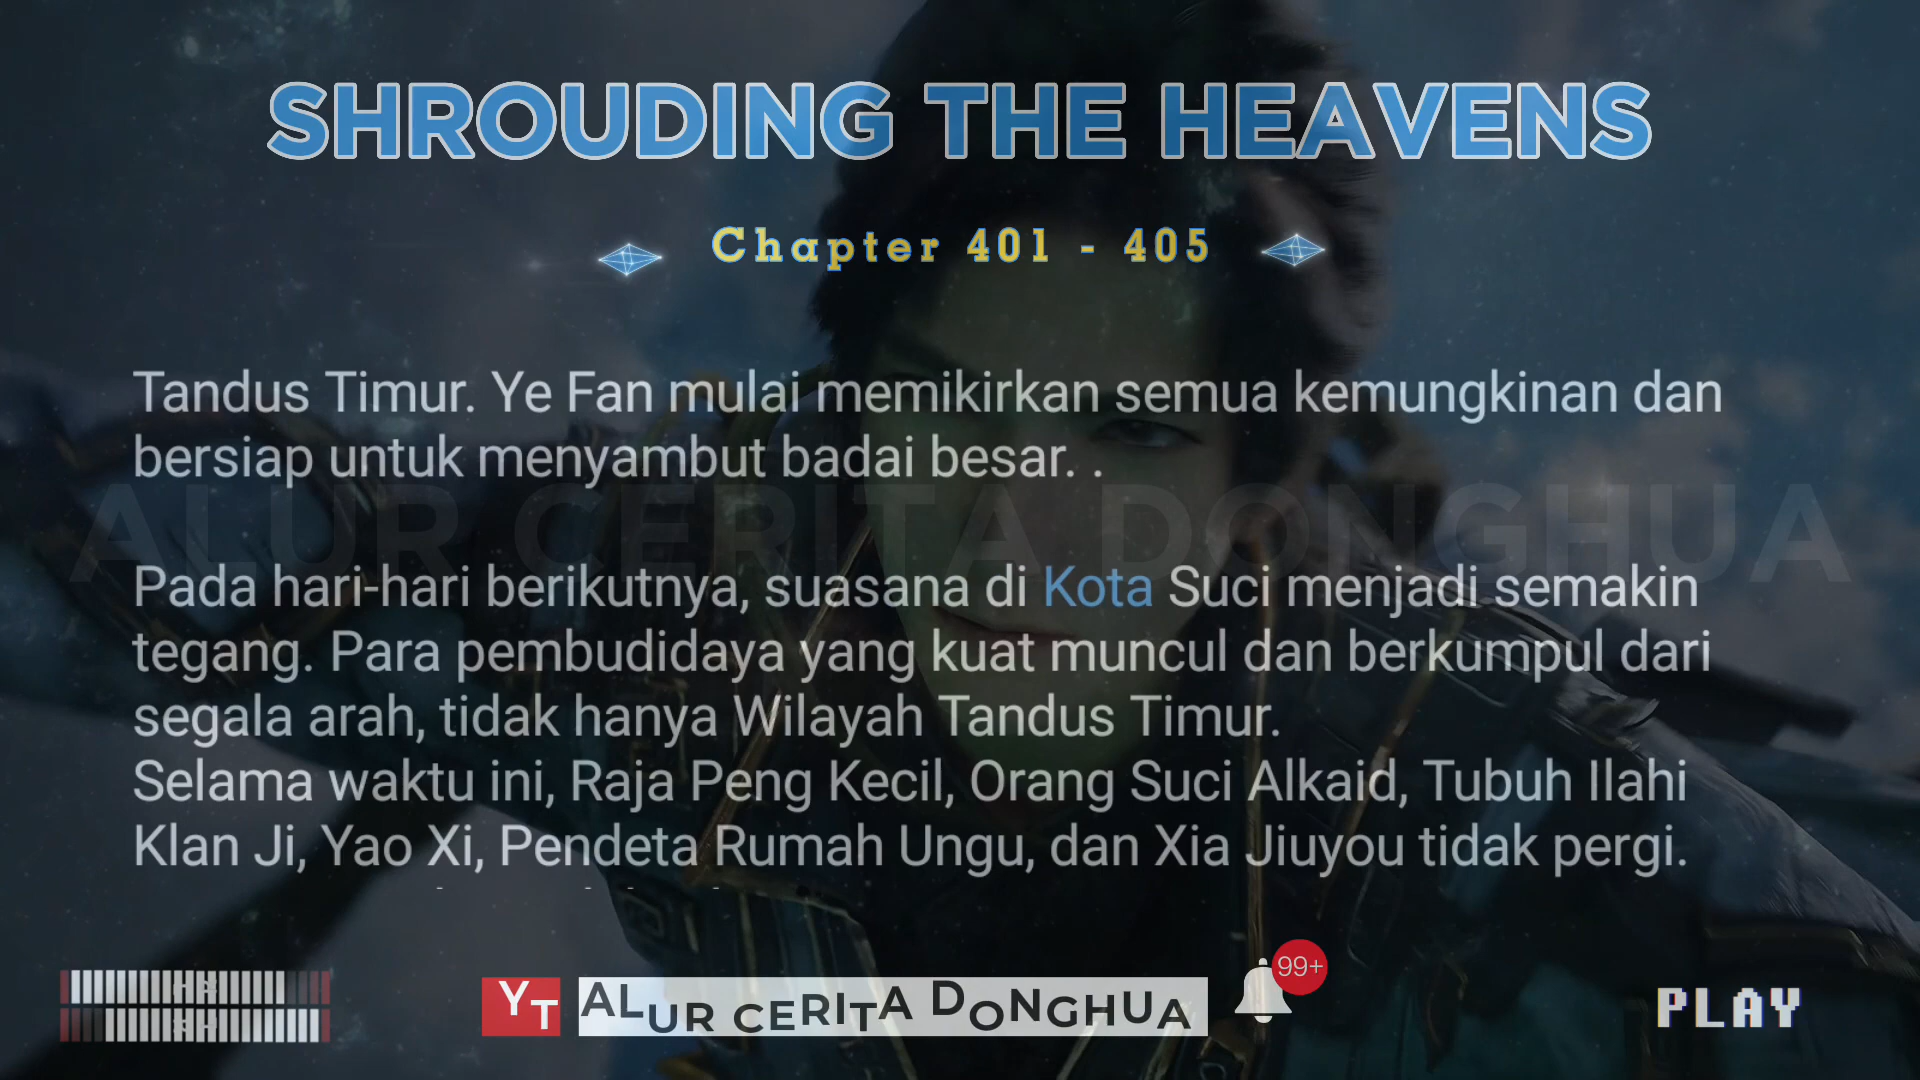 SHROUDING THE HEAVENS
Chapter 401 - 405
Tandus Timur. Ye Fan mulai memikirkan semua kemungkinan dan
bersiap untuk menyambut badai besar. .
ALUR CERITA DONGHUA
Pada hari-hari berikutnya, suasana di Kota Suci menjadi semakin
tegang. Para pembudidaya yang kuat muncul dan berkumpul dari
segala arah, tidak hanya Wilayah Tandus Timur.
Selama waktu ini, Raja Peng Kecil, Orang Suci Alkaid, Tubuh Ilahi
Klan Ji, Yao Xi, Pendeta Rumah Ungu, dan Xia Jiuyou tidak pergi.
YT ALUR CERITA DONGHUA 99+
PLAY